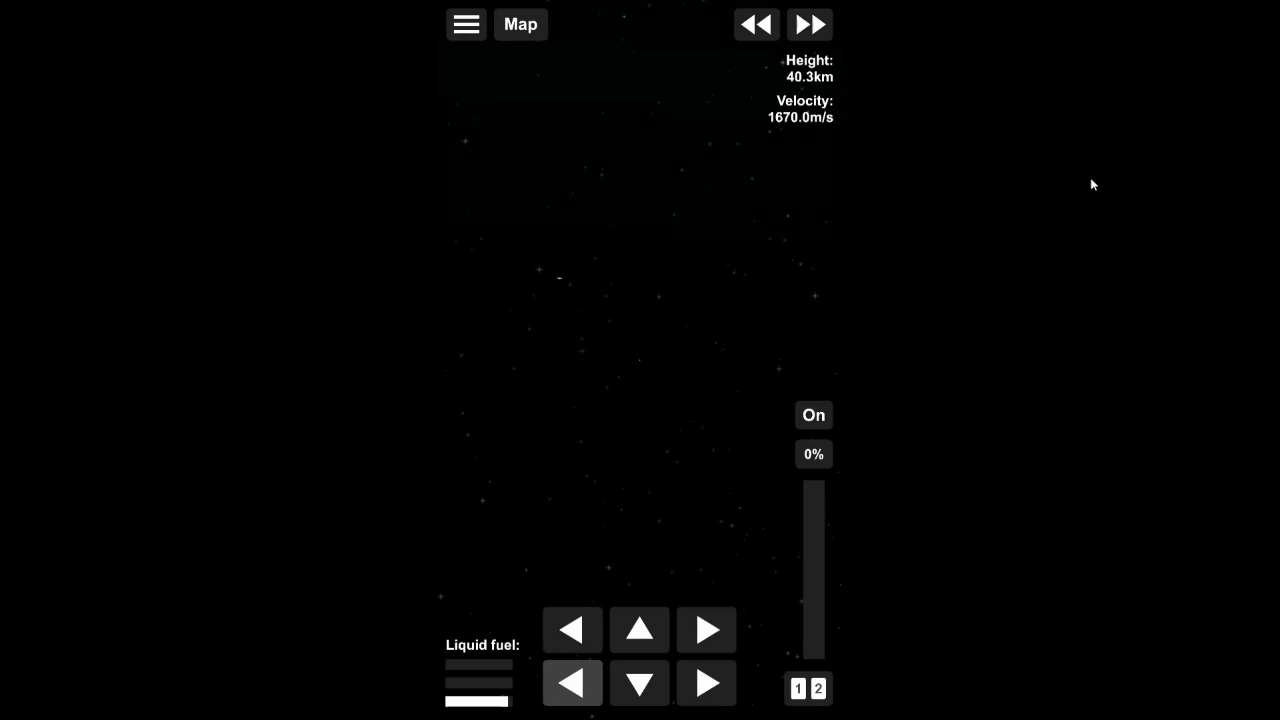 Map
Height:
40.3km
Velocity:
1670.0m/s
On
0%
Liquid fuel:
1 2